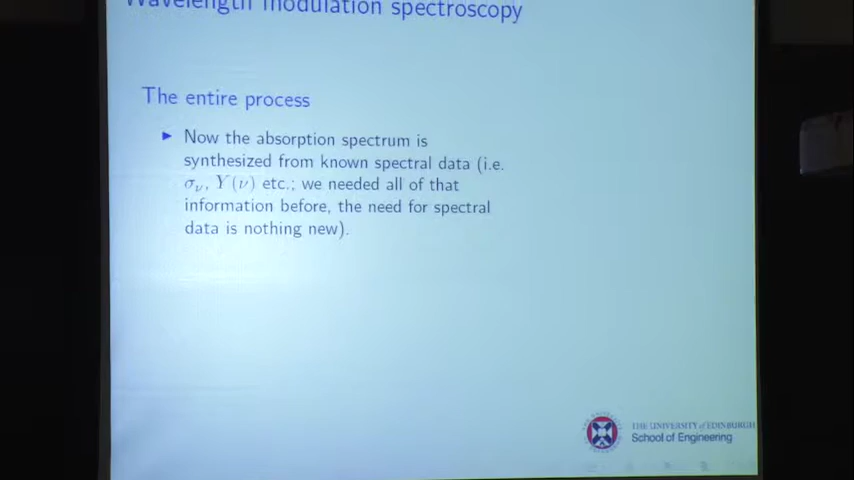 Wavelength modulation spectroscopy
The entire process
Now the absorption spectrum is
synthesized from known spectral data (i.e.
σν, Y(ν) etc.; we needed all of that
information before, the need for spectral
data is nothing new).
THE UNIVERSITY of EDINBURGH
School of Engineering